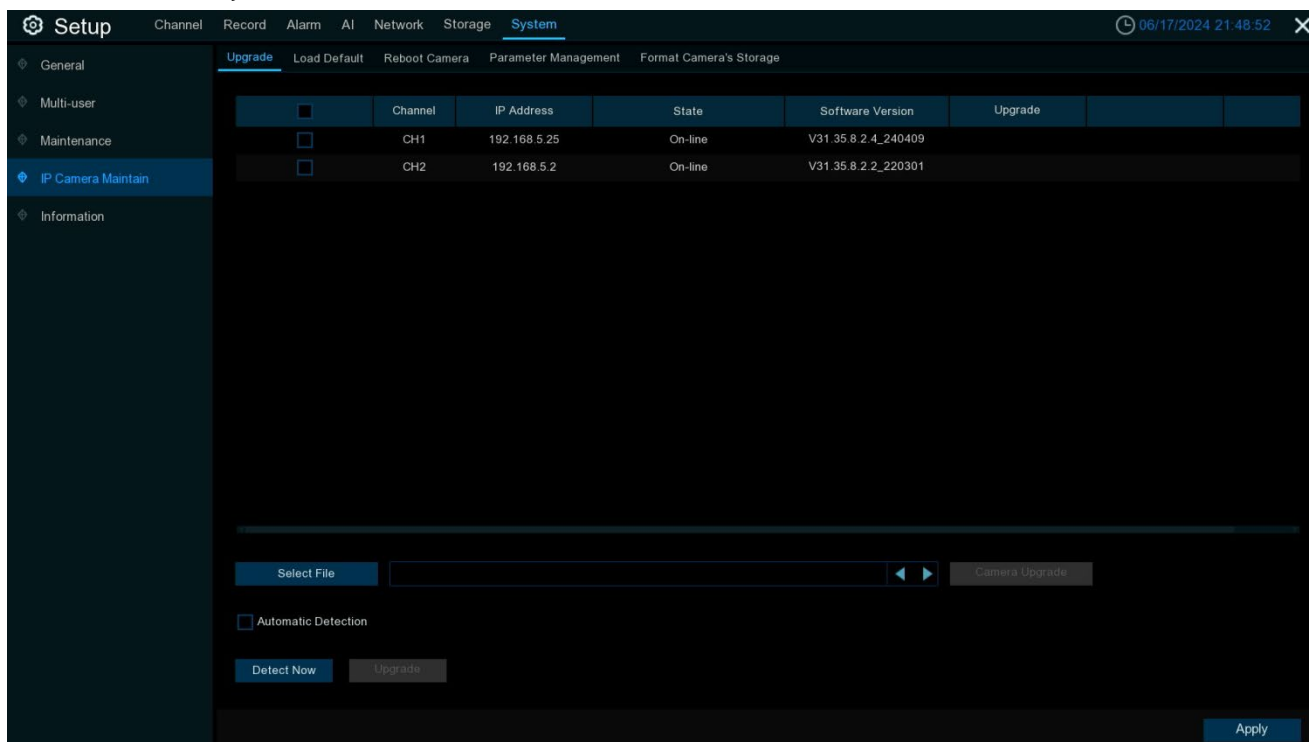 Setup Channel Record Alarm AI Network Storage System 06/17/2024 21:48:52
General
Multi-user
Maintenance
IP Camera Maintain
Information
Upgrade Load Default Reboot Camera Parameter Management Format Camera's Storage
Channel IP Address State Software Version Upgrade
CH1 192.168.5.25 On-line V31.35.8.2.4_240409
CH2 192.168.5.2 On-line V31.35.8.2.2_220301
Select File Camera Upgrade
Automatic Detection
Detect Now Upgrade
Apply